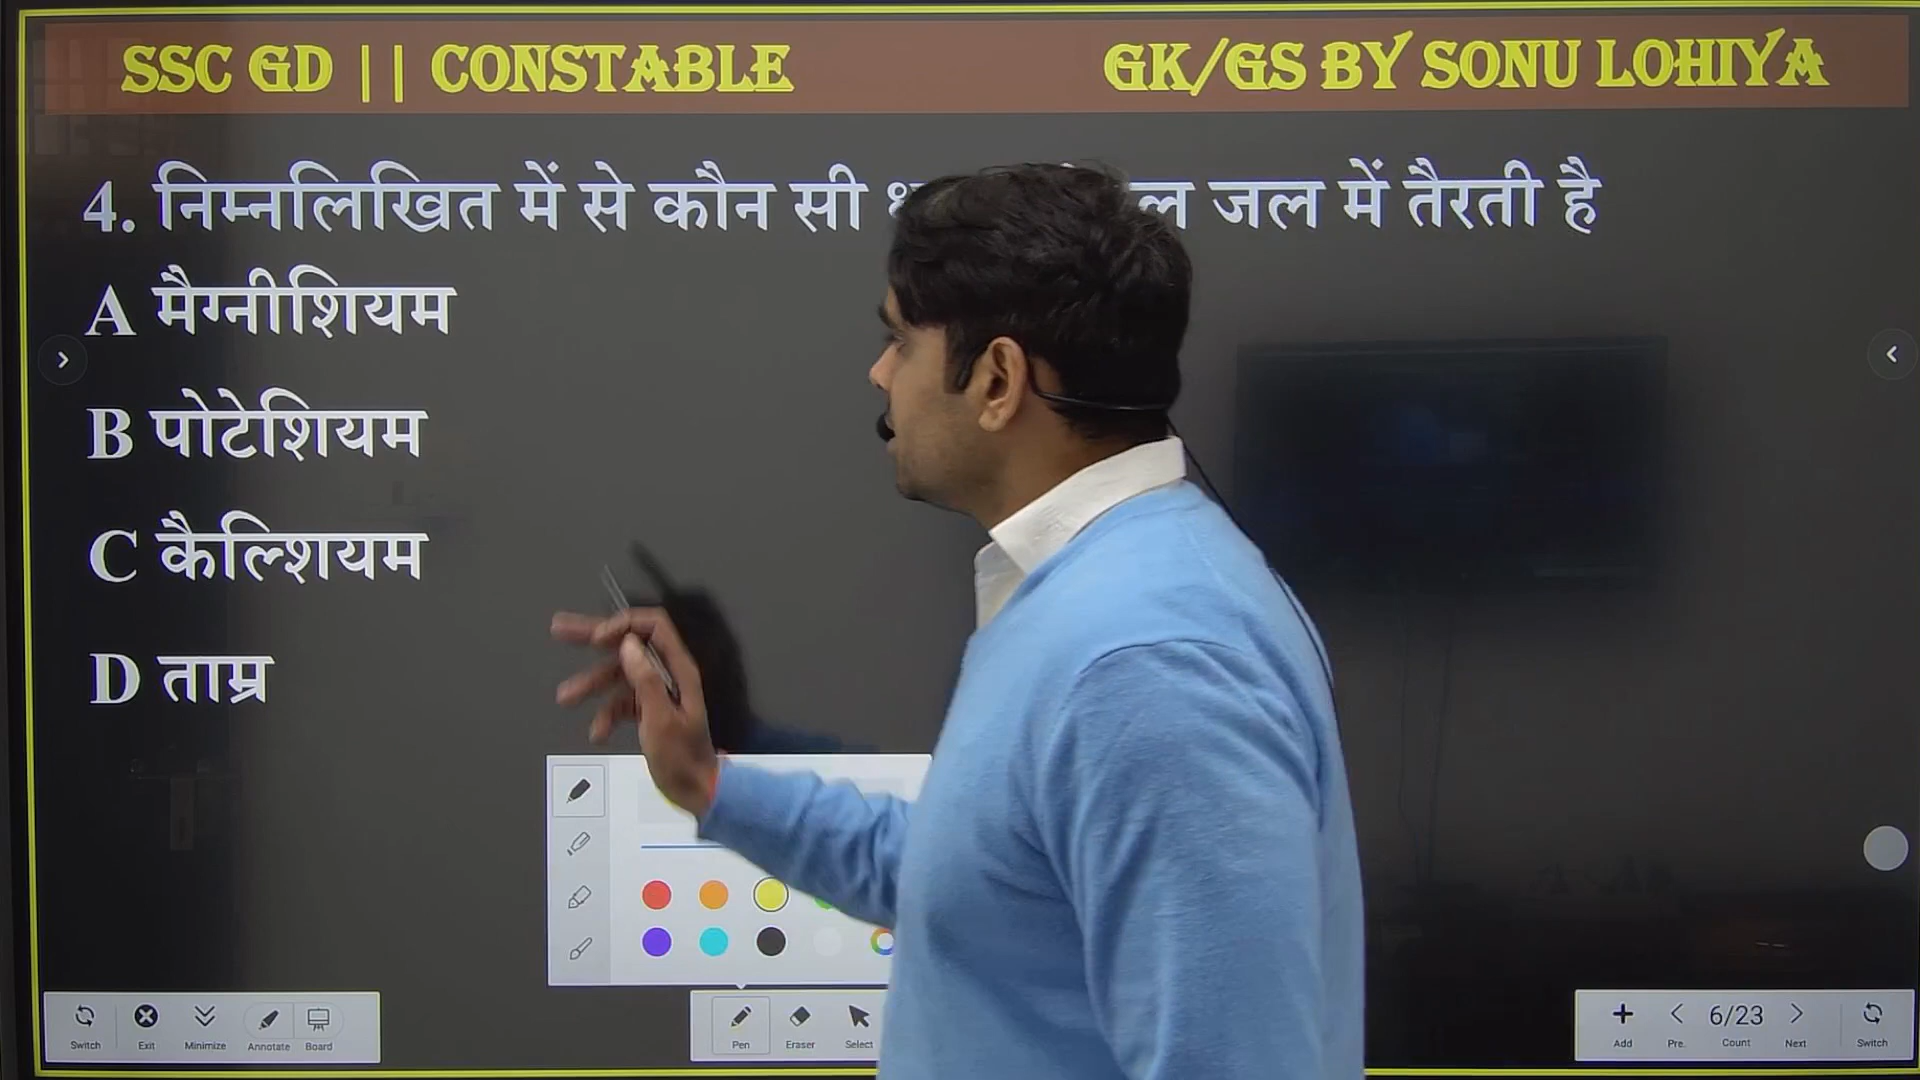 SSC GD || CONSTABLE GK/GS BY SONU LOHIYA
4. निम्नलिखित में से कौन सी जल में तैरती है
A मैग्नीशियम
B पोटेशियम
C कैल्शियम
D ताम्र
Switch Exit Minimize Annotate Board
Pen Eraser Select
6/23
Add Pre. Count Next Switch